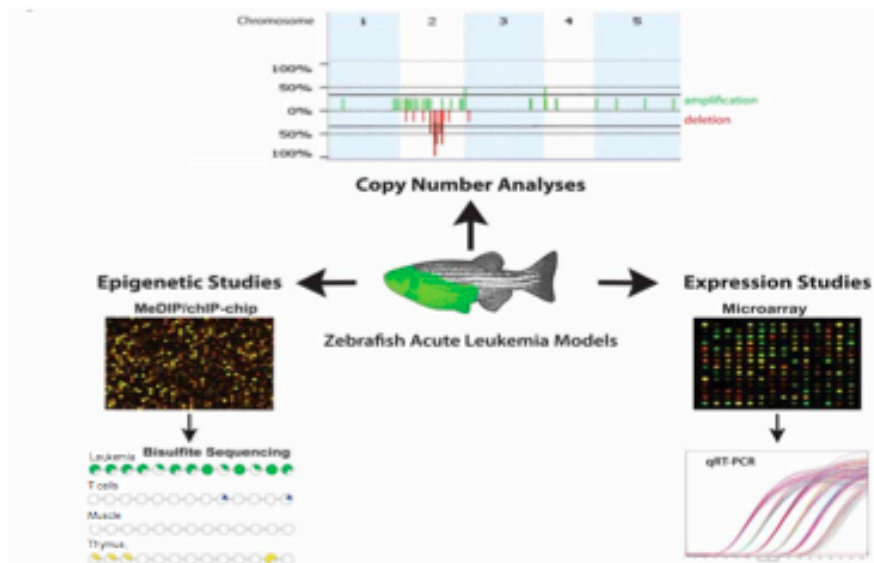 Chromosome 1 2 3 4 5
100%
50%
amplification
0%
deletion
50%
100%
Copy Number Analyses
Epigenetic Studies
Expression Studies
MeDIP/chIP-chip
Microarray
Zebrafish Acute Leukemia Models
Bisulfite Sequencing
Leukemia
T cells
Muscle
Thymus
qRT-PCR